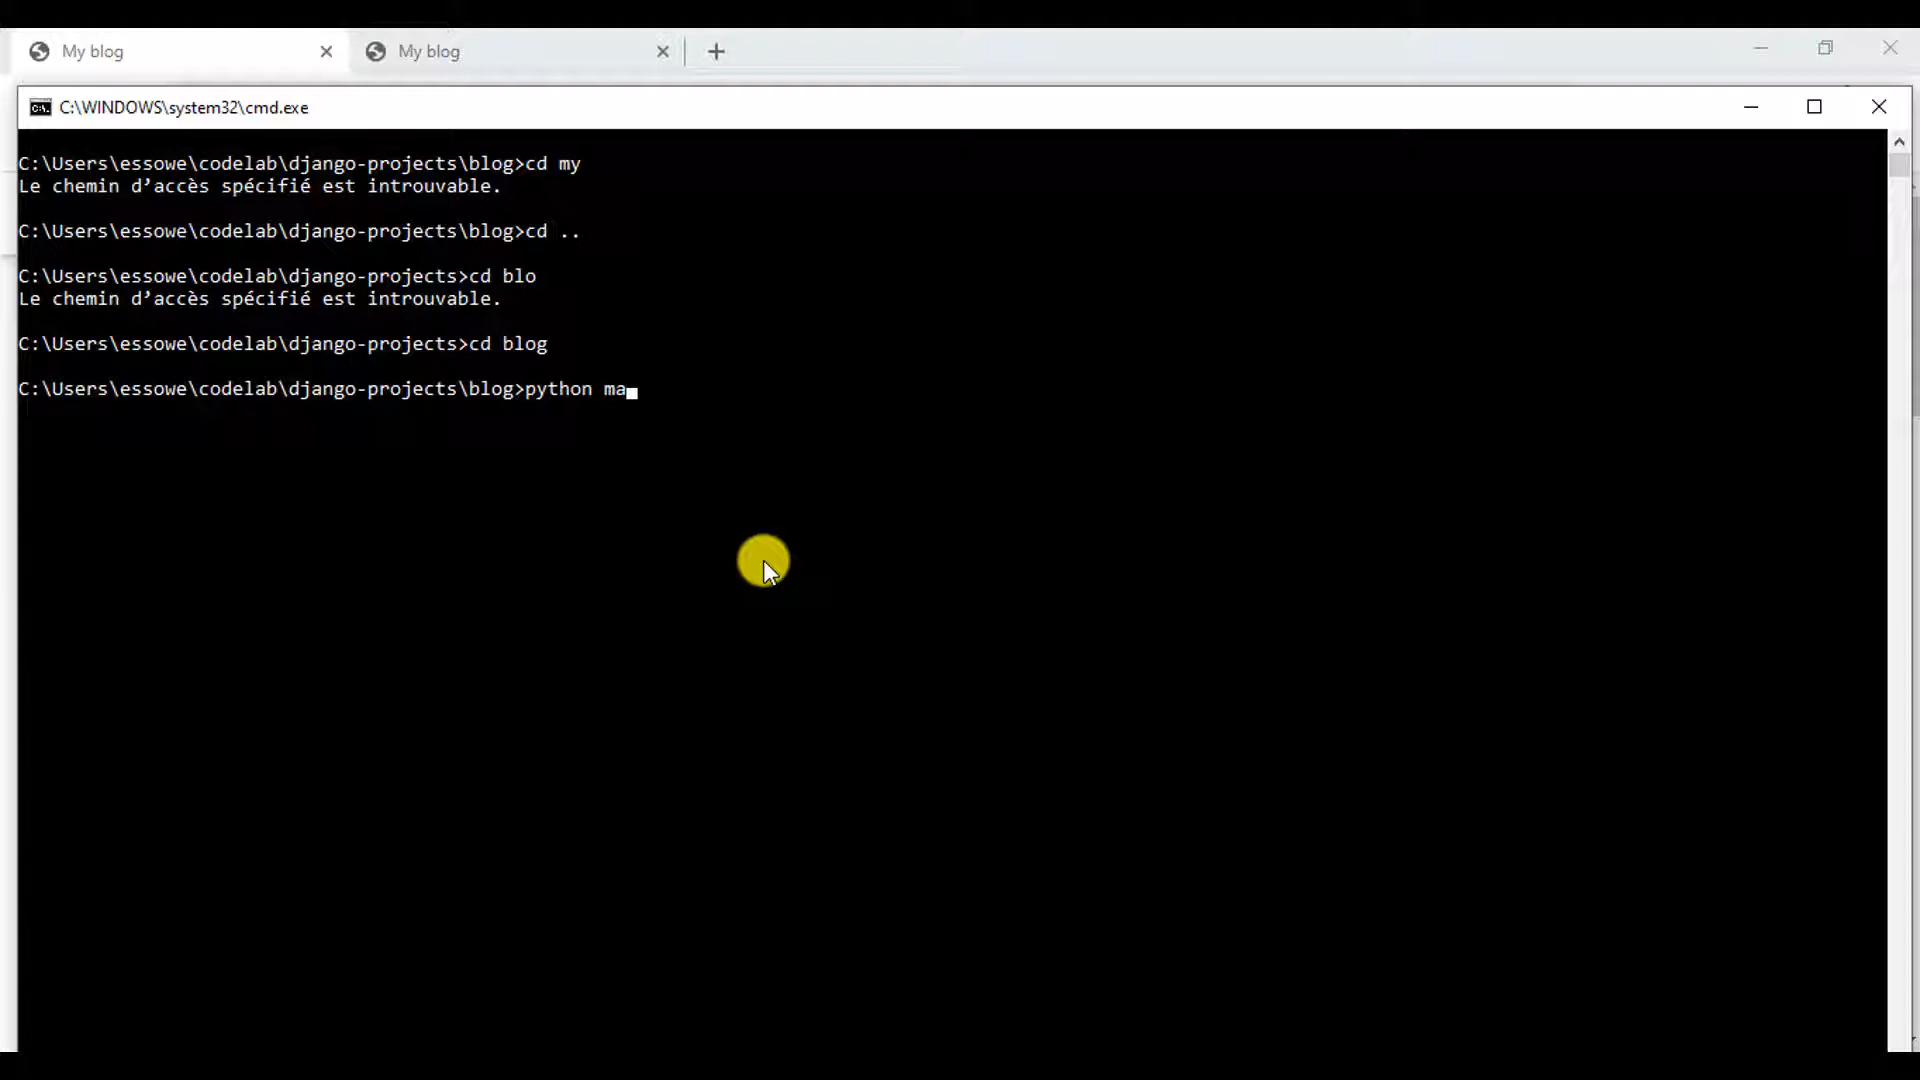 My blog
My blog
C:\WINDOWS\system32\cmd.exe
C:\Users\essowe\codelab\django-projects\blog>cd my
Le chemin d’accès spécifié est introuvable.
C:\Users\essowe\codelab\django-projects\blog>cd ..
C:\Users\essowe\codelab\django-projects>cd blo
Le chemin d’accès spécifié est introuvable.
C:\Users\essowe\codelab\django-projects>cd blog
C:\Users\essowe\codelab\django-projects\blog>python ma